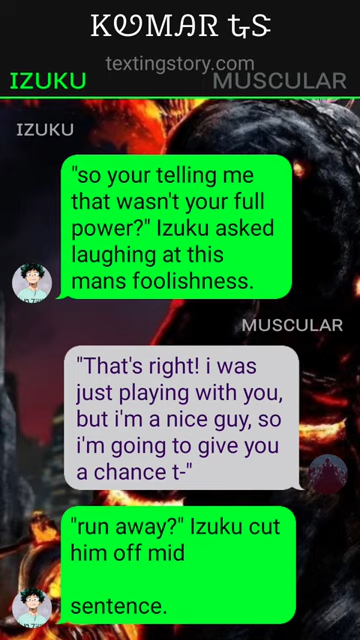 KUMAR TS
textingstory.com
IZUKU MUSCULAR
IZUKU
"so your telling me
that wasn't your full
power?" Izuku asked
laughing at this
mans foolishness.
MUSCULAR
"That's right! i was
just playing with you,
but i'm a nice guy, so
i'm going to give you
a chance t-"
"run away?" Izuku cut
him off mid
sentence.